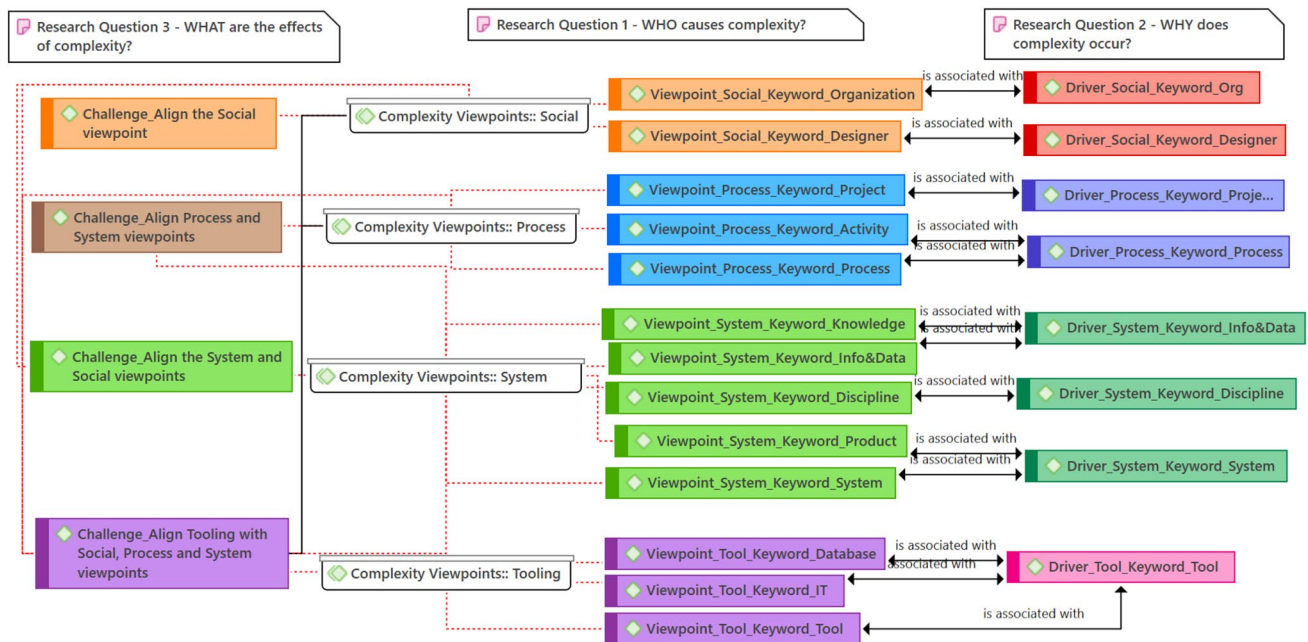 Research Question 3 - WHAT are the effects
of complexity?
Research Question 1 - WHO causes complexity?
Research Question 2 - WHY does
complexity occur?
Challenge_Align the Social
viewpoint
Complexity Viewpoints:: Social
Viewpoint_Social_Keyword_Organization
is associated with
Driver_Social_Keyword_Org
Viewpoint_Social_Keyword_Designer
is associated with
Driver_Social_Keyword_Designer
Challenge_Align Process and
System viewpoints
Complexity Viewpoints:: Process
Viewpoint_Process_Keyword_Project
is associated with
Driver_Process_Keyword_Proje...
Viewpoint_Process_Keyword_Activity
is associated with
Viewpoint_Process_Keyword_Process
is associated with
Driver_Process_Keyword_Process
Challenge_Align the System and
Social viewpoints
Complexity Viewpoints:: System
Viewpoint_System_Keyword_Knowledge
is associated with
Viewpoint_System_Keyword_Info&Data
is associated with
Driver_System_Keyword_Info&Data
Viewpoint_System_Keyword_Discipline
is associated with
Driver_System_Keyword_Discipline
Viewpoint_System_Keyword_Product
is associated with
Viewpoint_System_Keyword_System
is associated with
Driver_System_Keyword_System
Challenge_Align Tooling with
Social, Process and System
viewpoints
Complexity Viewpoints:: Tooling
Viewpoint_Tool_Keyword_Database
is associated with
Viewpoint_Tool_Keyword_IT
associated with
Driver_Tool_Keyword_Tool
Viewpoint_Tool_Keyword_Tool
is associated with